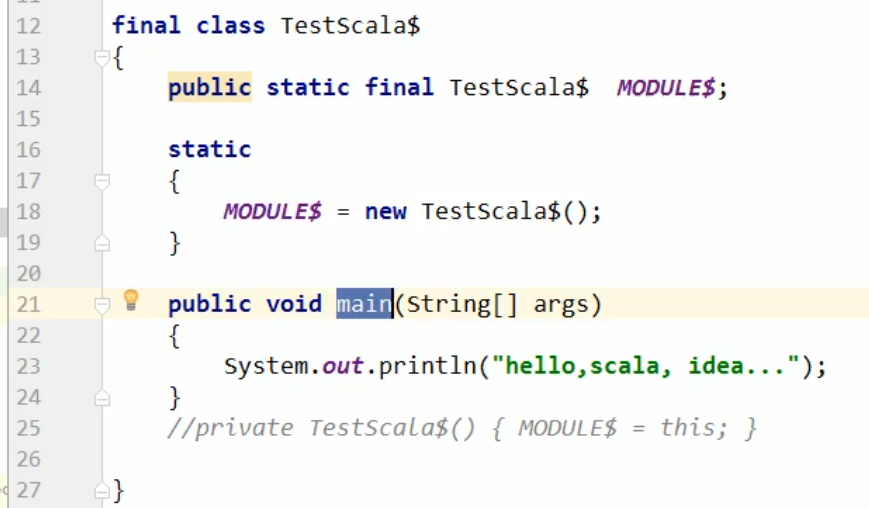 12 final class TestScala$
13 {
14 public static final TestScala$ MODULE$;
15
16 static
17 {
18 MODULE$ = new TestScala$();
19 }
20
21 public void main(String[] args)
22 {
23 System.out.println("hello,scala, idea...");
24 }
25 //private TestScala$() { MODULE$ = this; }
26
27 }